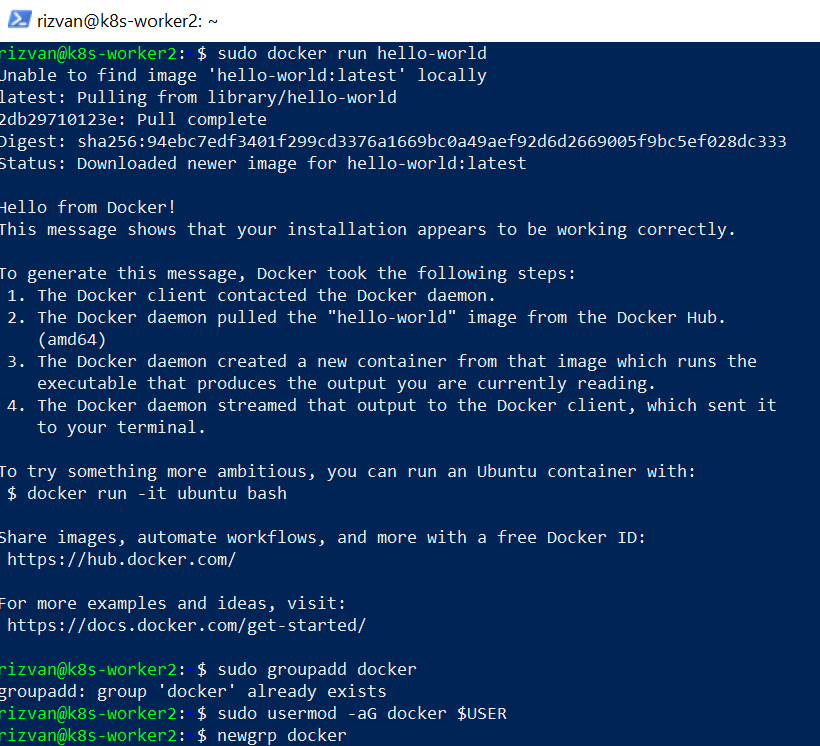 rizvan@k8s-worker2: ~
rizvan@k8s-worker2:~$ sudo docker run hello-world
Unable to find image 'hello-world:latest' locally
latest: Pulling from library/hello-world
2db29710123e: Pull complete
Digest: sha256:94ebc7edf3401f299cd3376a1669bc0a49aef92d6d2669005f9bc5ef028dc333
Status: Downloaded newer image for hello-world:latest
Hello from Docker!
This message shows that your installation appears to be working correctly.
To generate this message, Docker took the following steps:
1. The Docker client contacted the Docker daemon.
2. The Docker daemon pulled the "hello-world" image from the Docker Hub.
(amd64)
3. The Docker daemon created a new container from that image which runs the
executable that produces the output you are currently reading.
4. The Docker daemon streamed that output to the Docker client, which sent it
to your terminal.
To try something more ambitious, you can run an Ubuntu container with:
$ docker run -it ubuntu bash
Share images, automate workflows, and more with a free Docker ID:
https://hub.docker.com/
For more examples and ideas, visit:
https://docs.docker.com/get-started/
rizvan@k8s-worker2:~$ sudo groupadd docker
groupadd: group 'docker' already exists
rizvan@k8s-worker2:~$ sudo usermod -aG docker $USER
rizvan@k8s-worker2:~$ newgrp docker